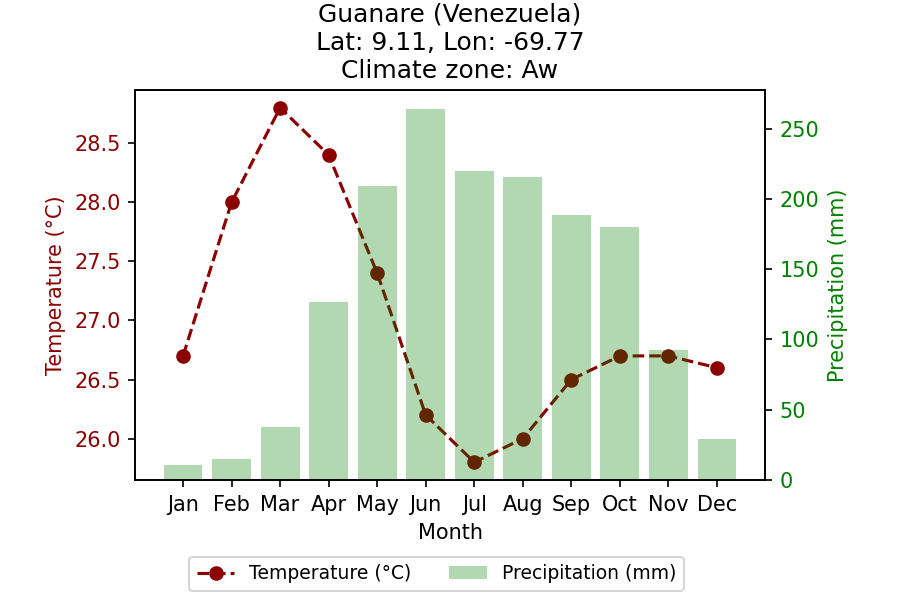 Guanare (Venezuela)
Lat: 9.11, Lon: -69.77
Climate zone: Aw
Temperature (°C)
28.5
28.0
27.5
27.0
26.5
26.0
250
200
150
100
50
0
Precipitation (mm)
Jan Feb Mar Apr May Jun Jul Aug Sep Oct Nov Dec
Month
Temperature (°C) Precipitation (mm)